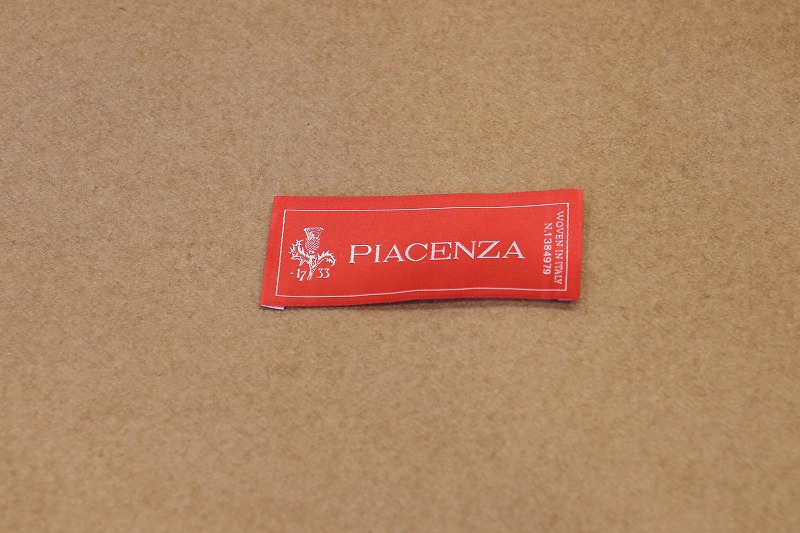 PIACENZA
·17 33
WOVEN IN ITALY
N.1384979